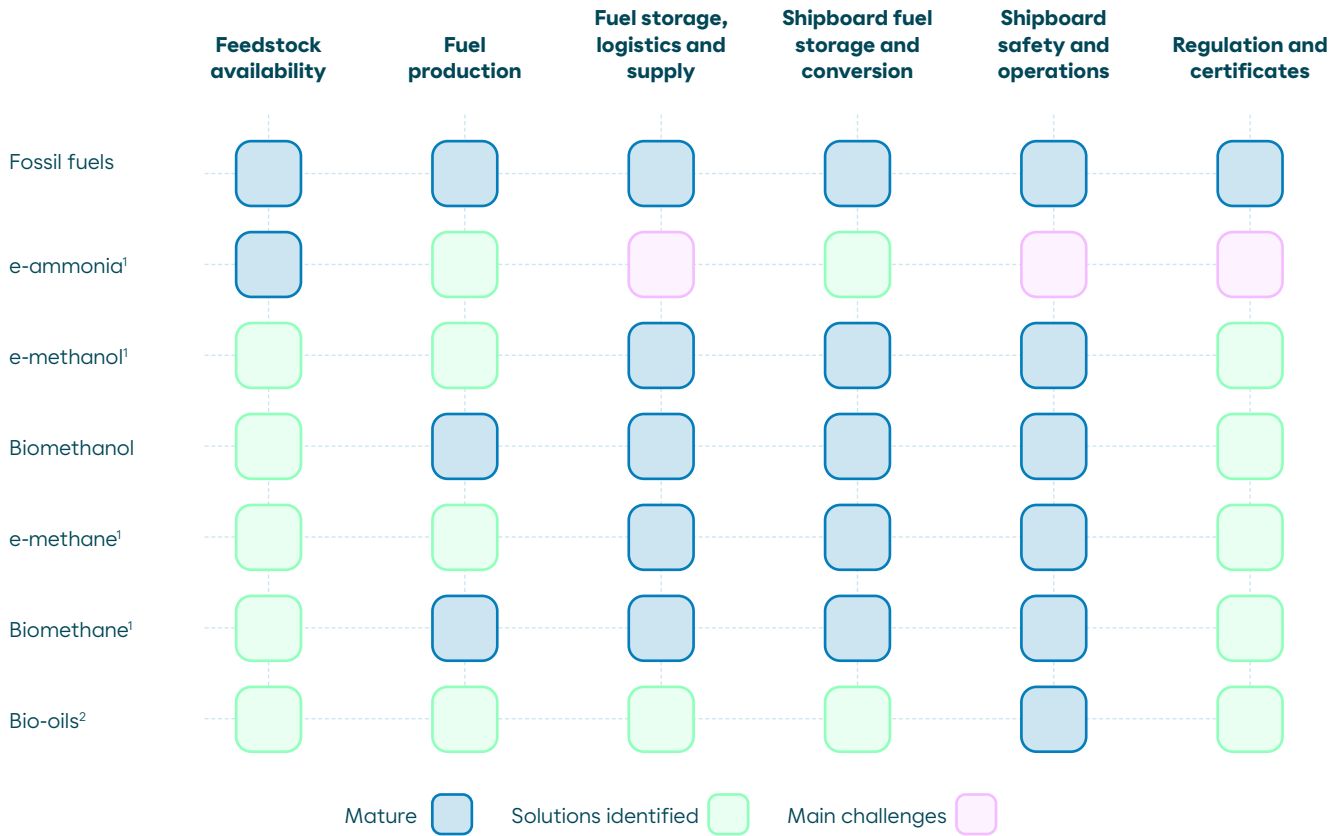 Feedstock
availability
Fuel
production
Fuel storage,
logistics and
supply
Shipboard fuel
storage and
conversion
Shipboard
safety and
operations
Regulation and
certificates
Fossil fuels
e-ammonia¹
e-methanol¹
Biomethanol
e-methane¹
Biomethane¹
Bio-oils²
Mature
Solutions identified
Main challenges